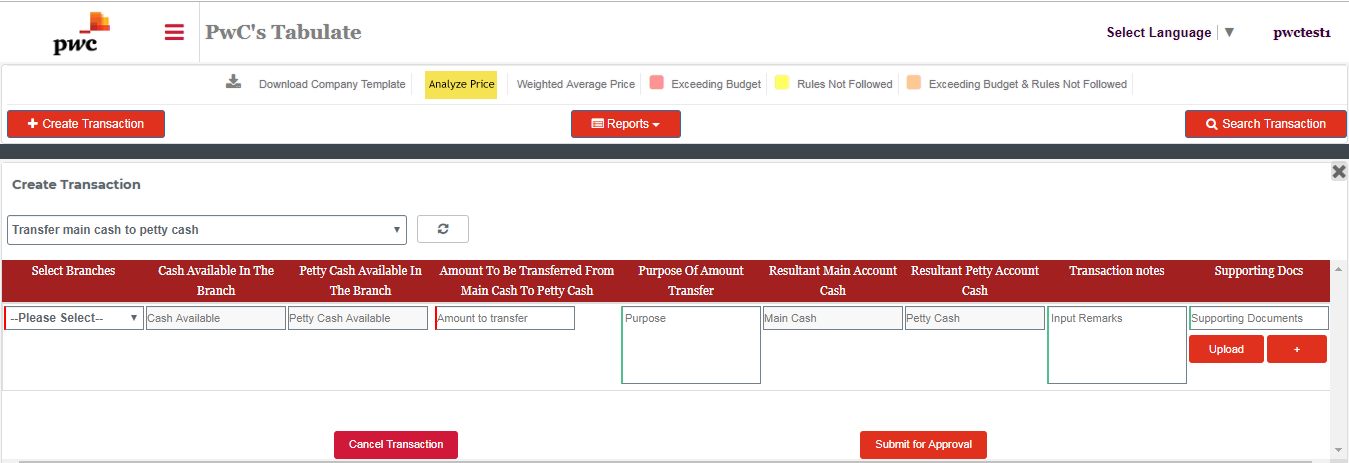 pwc
PwC's Tabulate
Select Language ▼
pwctest1
Download Company Template
Analyze Price
Weighted Average Price
Exceeding Budget
Rules Not Followed
Exceeding Budget & Rules Not Followed
+ Create Transaction
Reports
Search Transaction
Create Transaction
Transfer main cash to petty cash
Select Branches
Cash Available In The
Branch
Petty Cash Available In
The Branch
Amount To Be Transferred From
Main Cash To Petty Cash
Purpose Of Amount
Transfer
Resultant Main Account
Cash
Resultant Petty Account
Cash
Transaction notes
Supporting Docs
--Please Select--
Cash Available
Petty Cash Available
Amount to transfer
Purpose
Main Cash
Petty Cash
Input Remarks
Supporting Documents
Upload
+
Cancel Transaction
Submit for Approval